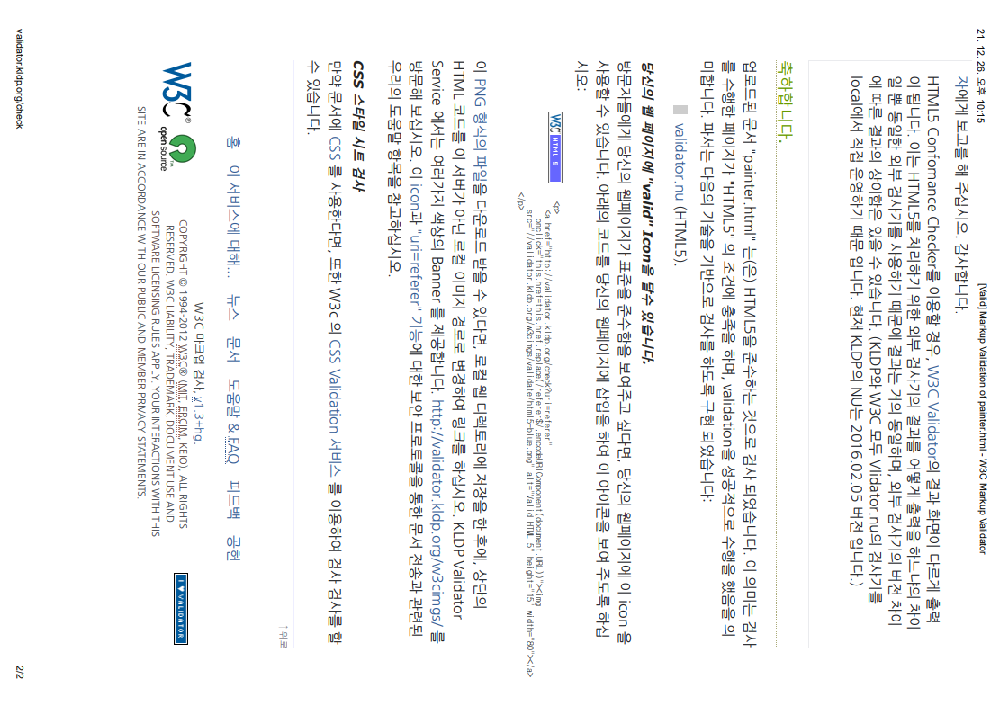 21. 12. 26. 오후 10:15
[Valid] Markup Validation of painter.html - W3C Markup Validator
자에게 보고를 해 주십시오. 감사합니다.
HTML5 Confomance Checker를 이용할 경우, W3C Validator의 결과 화면이 다르게 출력
이 됩니다. 이는 HTML5를 처리하기 위한 외부 검사기의 결과를 어떻게 출력을 하느냐의 차이
일 뿐 동일한 외부 검사기를 사용하기 때문에 결과는 거의 동일하며, 외부 검사기의 버전 차이
에 따른 결과의 상이함은 있을 수 있습니다. (KLDP와 W3C 모두 Vlidator.nu의 검사기를
local에서 직접 운영하기 때문 입니다. 현재 KLDP의 NU는 2016.02.05 버전 입니다.)
축하합니다.
업로드된 문서 "painter.html" 는(은) HTML5을 준수하는 것으로 검사 되었습니다. 이 의미는 검사
를 수행한 페이지가 "HTML5" 의 조건에 충족을 하며, validation을 성공적으로 수행을 했음을 의
미합니다. 파서는 다음의 기술을 기반으로 검사를 하도록 구현 되었습니다:
validator.nu (HTML5).
당신의 웹 페이지에 "valid" Icon을 달수 있습니다.
방문자들에게 당신의 웹페이지가 표준을 준수함을 보여주고 싶다면, 당신의 웹페이지에 이 icon 을
사용할 수 있습니다. 아래의 코드를 당신의 웹페이지에 삽입을 하여 이 아이콘을 보여 주도록 하십
시오:
W3C HTML 5
<p>
<a href="http://validator.kldp.org/check?uri=referer"
onclick="this.href=this.href.replace(/referer$/,encodeURIComponent(document.URL))"><img
src="//validator.kldp.org/w3cimgs/validate/html5-blue.png" alt="Valid HTML 5" height="15" width="80"></a>
</p>
이 PNG 형식의 파일을 다운로드 받을 수 있다면, 로컬 웹 디렉토리에 저장을 한 후에, 상단의
HTML 코드를 이 서버가 아닌 로컬 이미지 경로로 변경하여 링크를 하십시오. KLDP Validator
Service 에서는 여러가지 색상의 Banner 를 제공합니다. http://validator.kldp.org/w3cimgs/ 를
방문해 보십시오. 이 icon과 "uri=referer" 기능에 대한 보안 프로토콜을 통한 문서 전송과 관련된
우리의 도움말 항목을 참고하십시오.
CSS 스타일 시트 검사
만약 문서에 CSS 를 사용한다면, 또한 W3c 의 CSS Validation 서비스 를 이용하여 검사 검사를 할
수 있습니다.
↑ 위로
홈 이 서비스에 대해... 뉴스 문서 도움말 & FAQ 피드백 공헌
W3C® open source™
W3C 마크업 검사, v1.3+hg.
COPYRIGHT © 1994-2012 W3C® (MIT, ERCIM, KEIO), ALL RIGHTS
RESERVED. W3C LIABILITY, TRADEMARK, DOCUMENT USE AND
SOFTWARE LICENSING RULES APPLY. YOUR INTERACTIONS WITH THIS
SITE ARE IN ACCORDANCE WITH OUR PUBLIC AND MEMBER PRIVACY STATEMENTS.
I ♥ VALIDATOR
validator.kldp.org/check
2/2